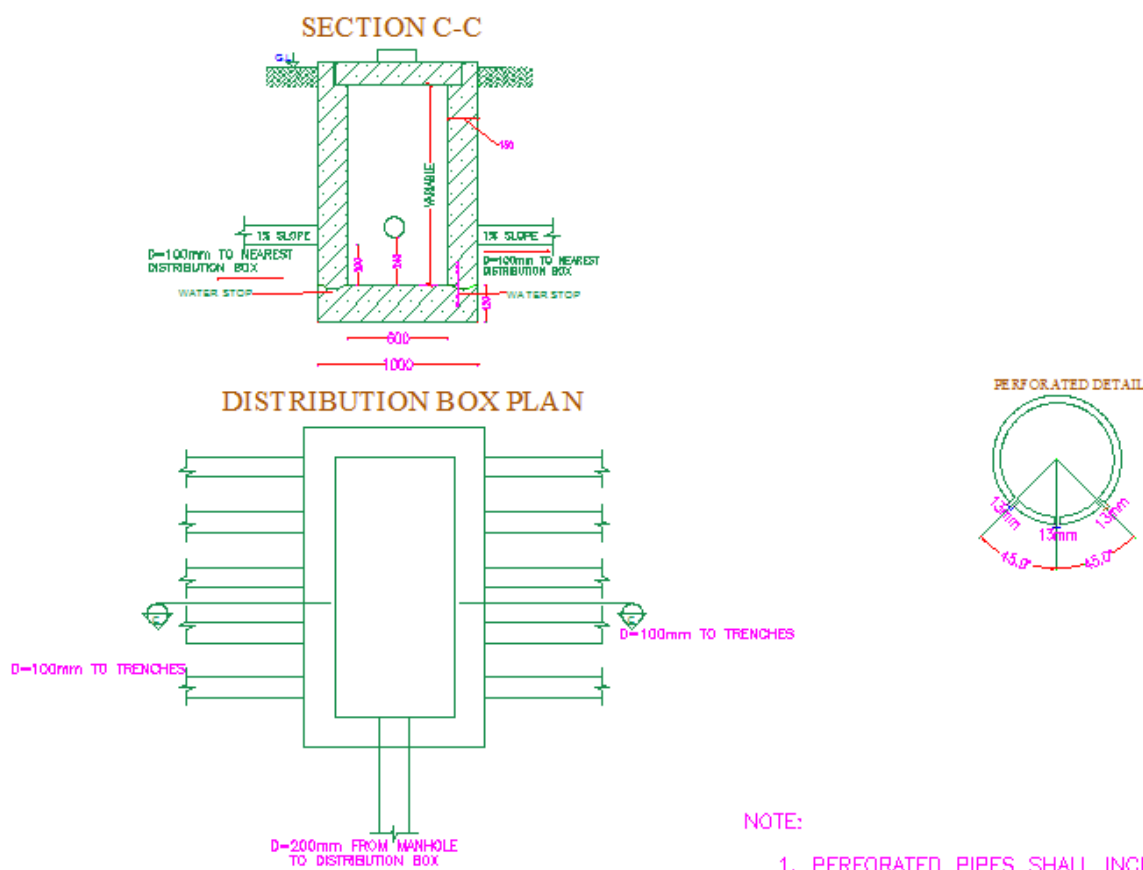 SECTION C-C
GL
VARIABLE
1% SLOPE
1% SLOPE
D=100mm TO NEAREST
DISTRIBUTION BOX
D=100mm TO NEAREST
DISTRIBUTION BOX
WATER STOP
WATER STOP
600
1000
DISTRIBUTION BOX PLAN
PERFORATED DETAIL
13mm
13mm
13mm
45.0°
45.0°
C
C
D=100mm TO TRENCHES
D=100mm TO TRENCHES
D=200mm FROM MANHOLE
TO DISTRIBUTION BOX
NOTE:
1. PERFORATED PIPES SHALL INCL